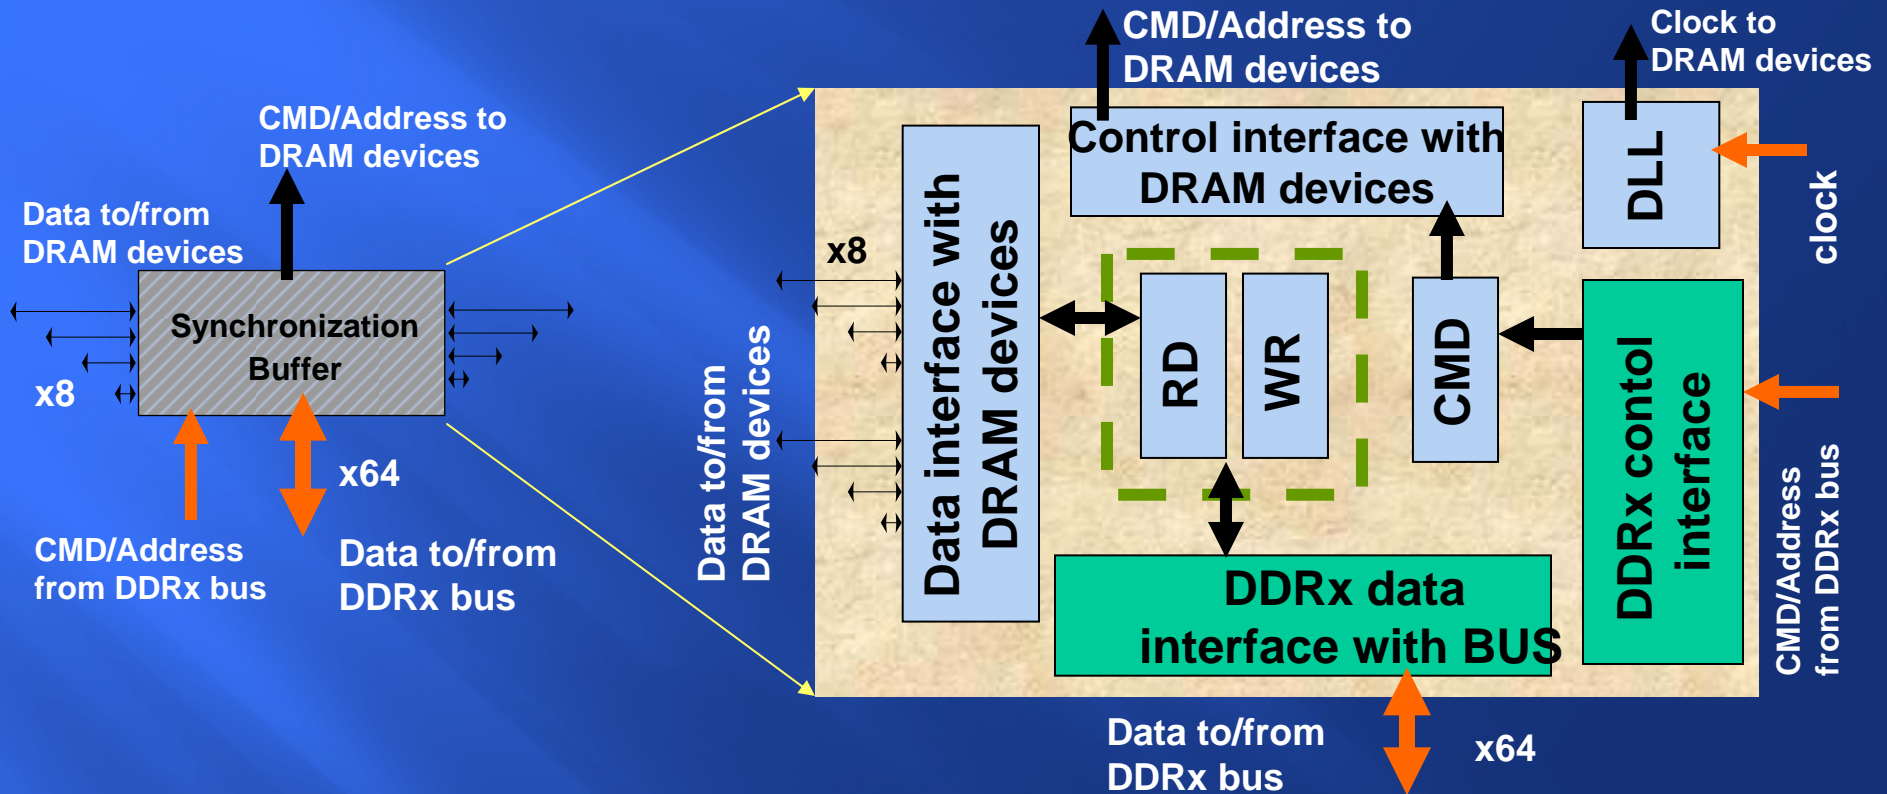 CMD/Address to
DRAM devices
Data to/from
DRAM devices
Synchronization
Buffer
x8
x64
CMD/Address
from DDRx bus
Data to/from
DDRx bus
CMD/Address to
DRAM devices
Clock to
DRAM devices
Control interface with
DRAM devices
DLL
clock
x8
Data to/from
DRAM devices
Data interface with
DRAM devices
RD
WR
CMD
DDRx contol
interface
CMD/Address
from DDRx bus
DDRx data
interface with BUS
Data to/from
DDRx bus
x64